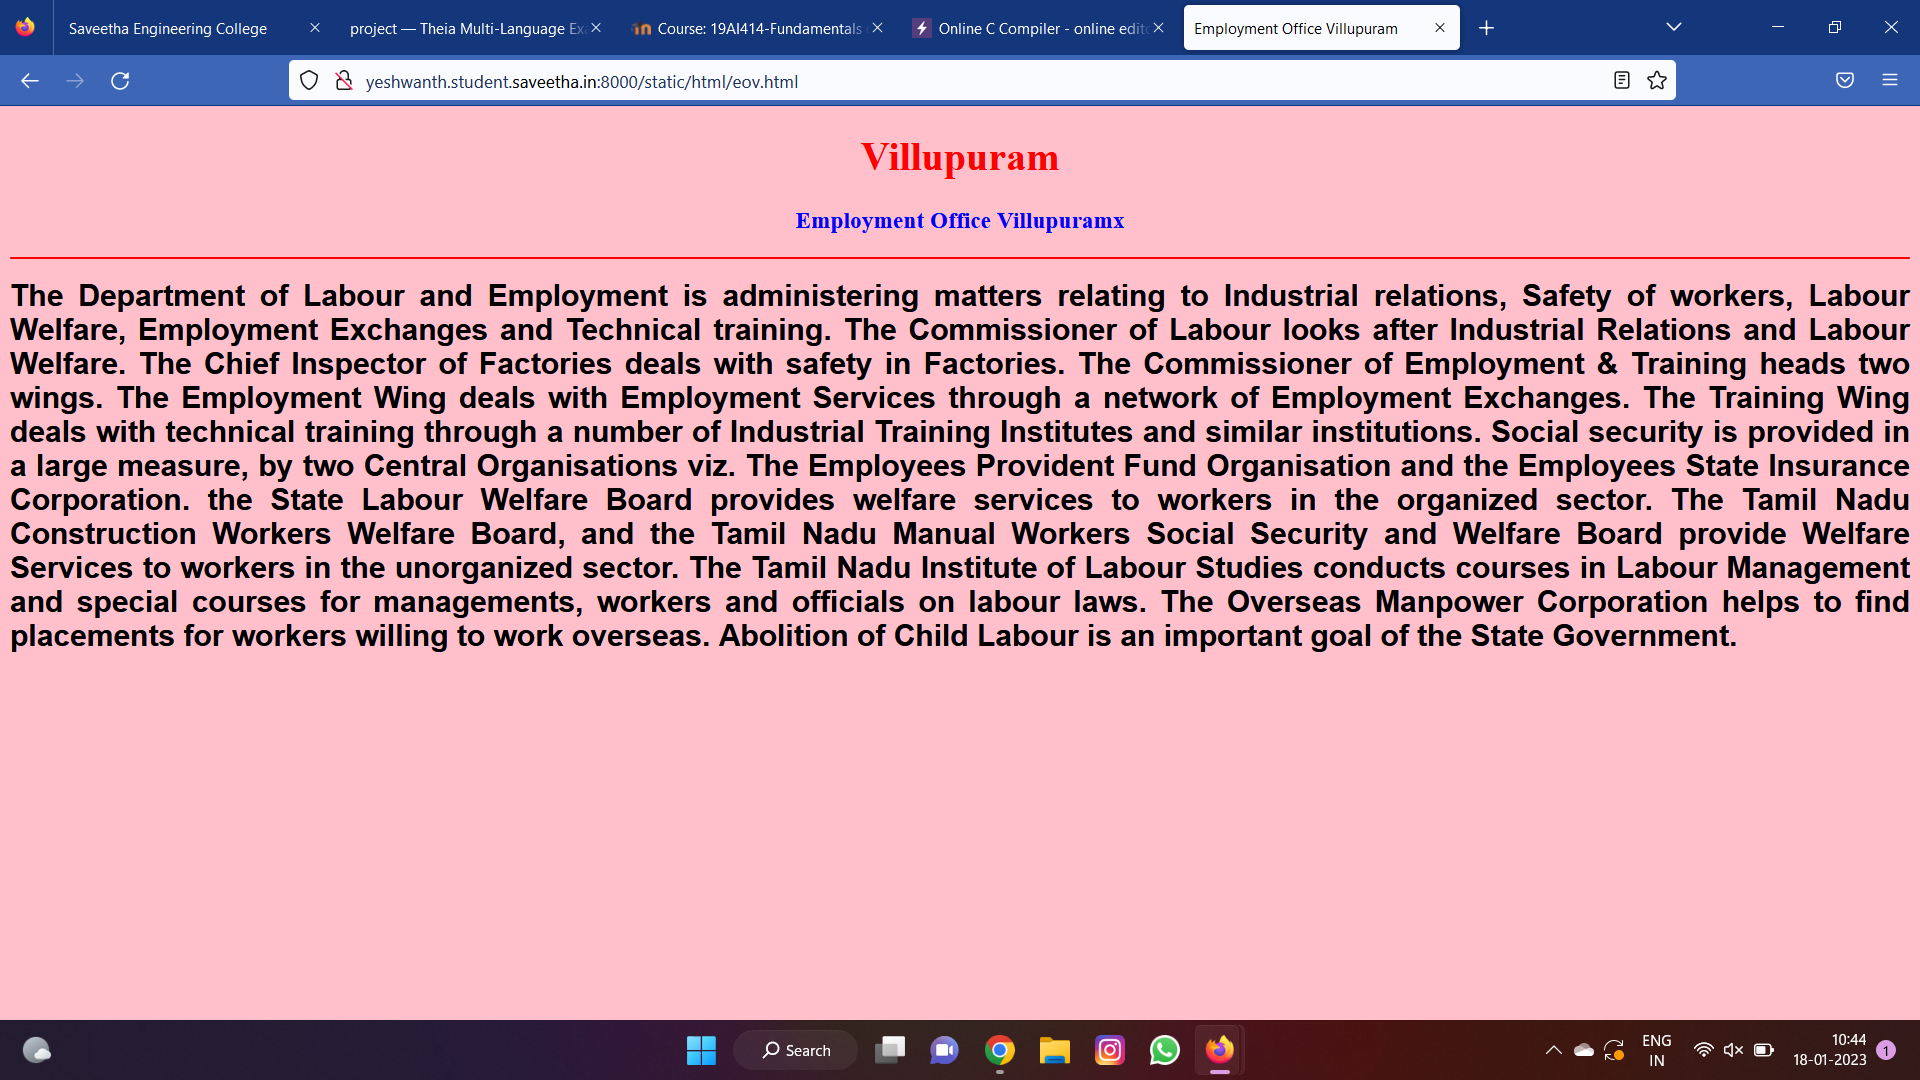 Saveetha Engineering College
project — Theia Multi-Language Ex
Course: 19AI414-Fundamentals
Online C Compiler - online edit
Employment Office Villupuram
yeshwanth.student.saveetha.in:8000/static/html/eov.html
Villupuram
Employment Office Villupuramx
The Department of Labour and Employment is administering matters relating to Industrial relations, Safety of workers, Labour
Welfare, Employment Exchanges and Technical training. The Commissioner of Labour looks after Industrial Relations and Labour
Welfare. The Chief Inspector of Factories deals with safety in Factories. The Commissioner of Employment & Training heads two
wings. The Employment Wing deals with Employment Services through a network of Employment Exchanges. The Training Wing
deals with technical training through a number of Industrial Training Institutes and similar institutions. Social security is provided in
a large measure, by two Central Organisations viz. The Employees Provident Fund Organisation and the Employees State Insurance
Corporation. the State Labour Welfare Board provides welfare services to workers in the organized sector. The Tamil Nadu
Construction Workers Welfare Board, and the Tamil Nadu Manual Workers Social Security and Welfare Board provide Welfare
Services to workers in the unorganized sector. The Tamil Nadu Institute of Labour Studies conducts courses in Labour Management
and special courses for managements, workers and officials on labour laws. The Overseas Manpower Corporation helps to find
placements for workers willing to work overseas. Abolition of Child Labour is an important goal of the State Government.
Search
ENG
IN
10:44
18-01-2023
1